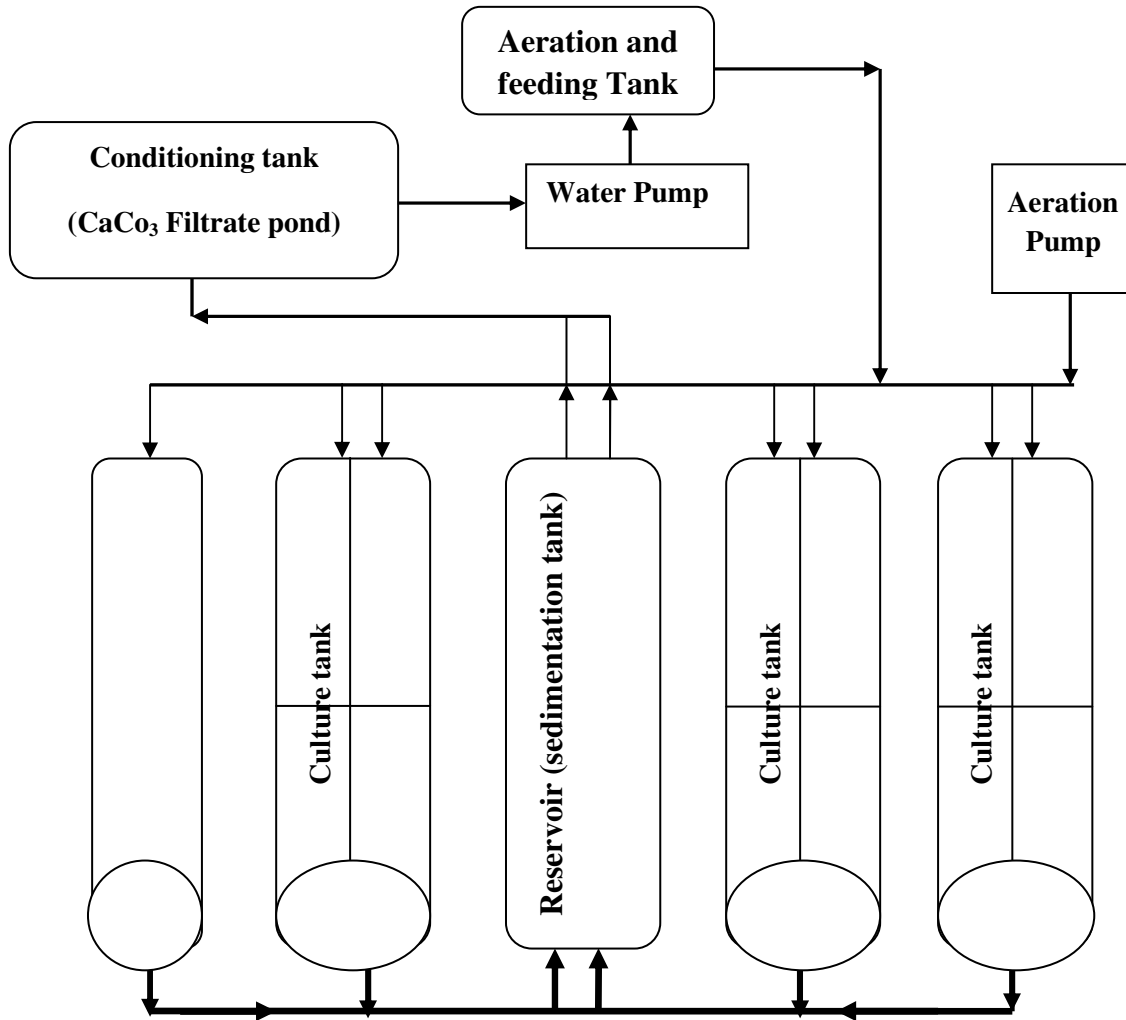 Aeration and
feeding Tank
Conditioning tank
(CaCo₃ Filtrate pond)
Water Pump
Aeration
Pump
Culture tank
Reservoir (sedimentation tank)
Culture tank
Culture tank